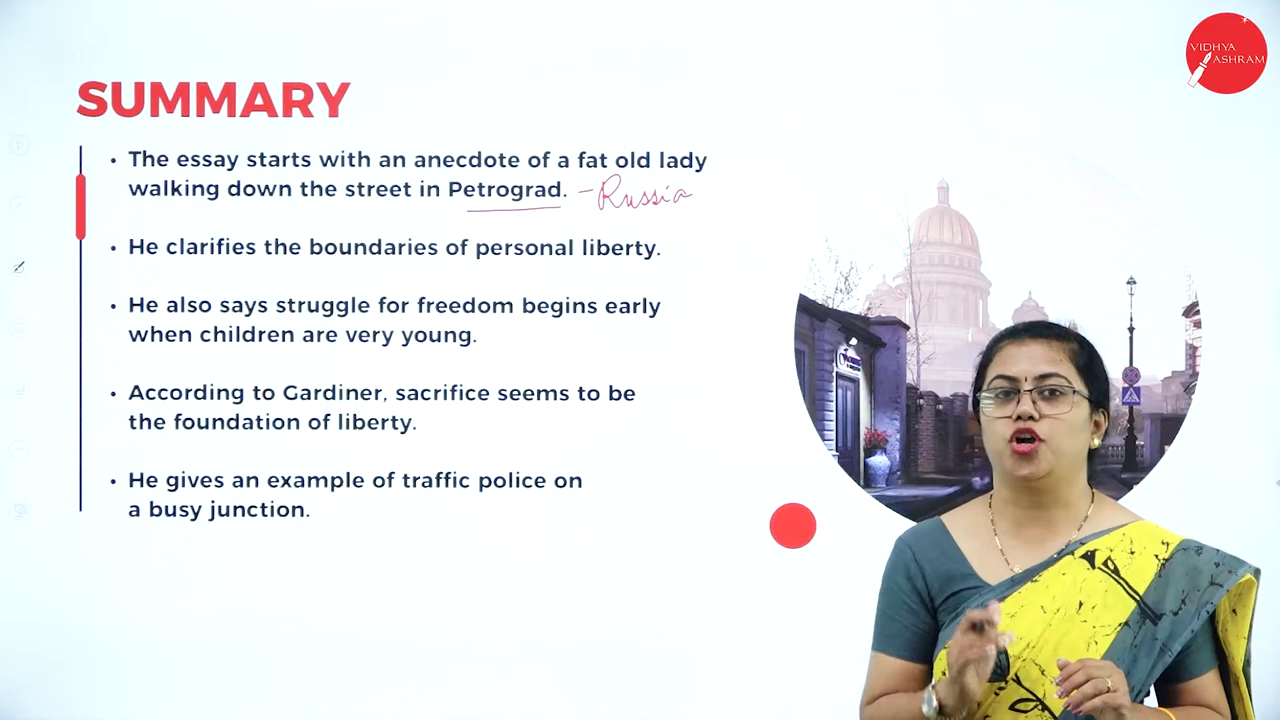 VIDHYA
ASHRAM
SUMMARY
• The essay starts with an anecdote of a fat old lady
walking down the street in Petrograd. - Russia
• He clarifies the boundaries of personal liberty.
• He also says struggle for freedom begins early
when children are very young.
• According to Gardiner, sacrifice seems to be
the foundation of liberty.
• He gives an example of traffic police on
a busy junction.